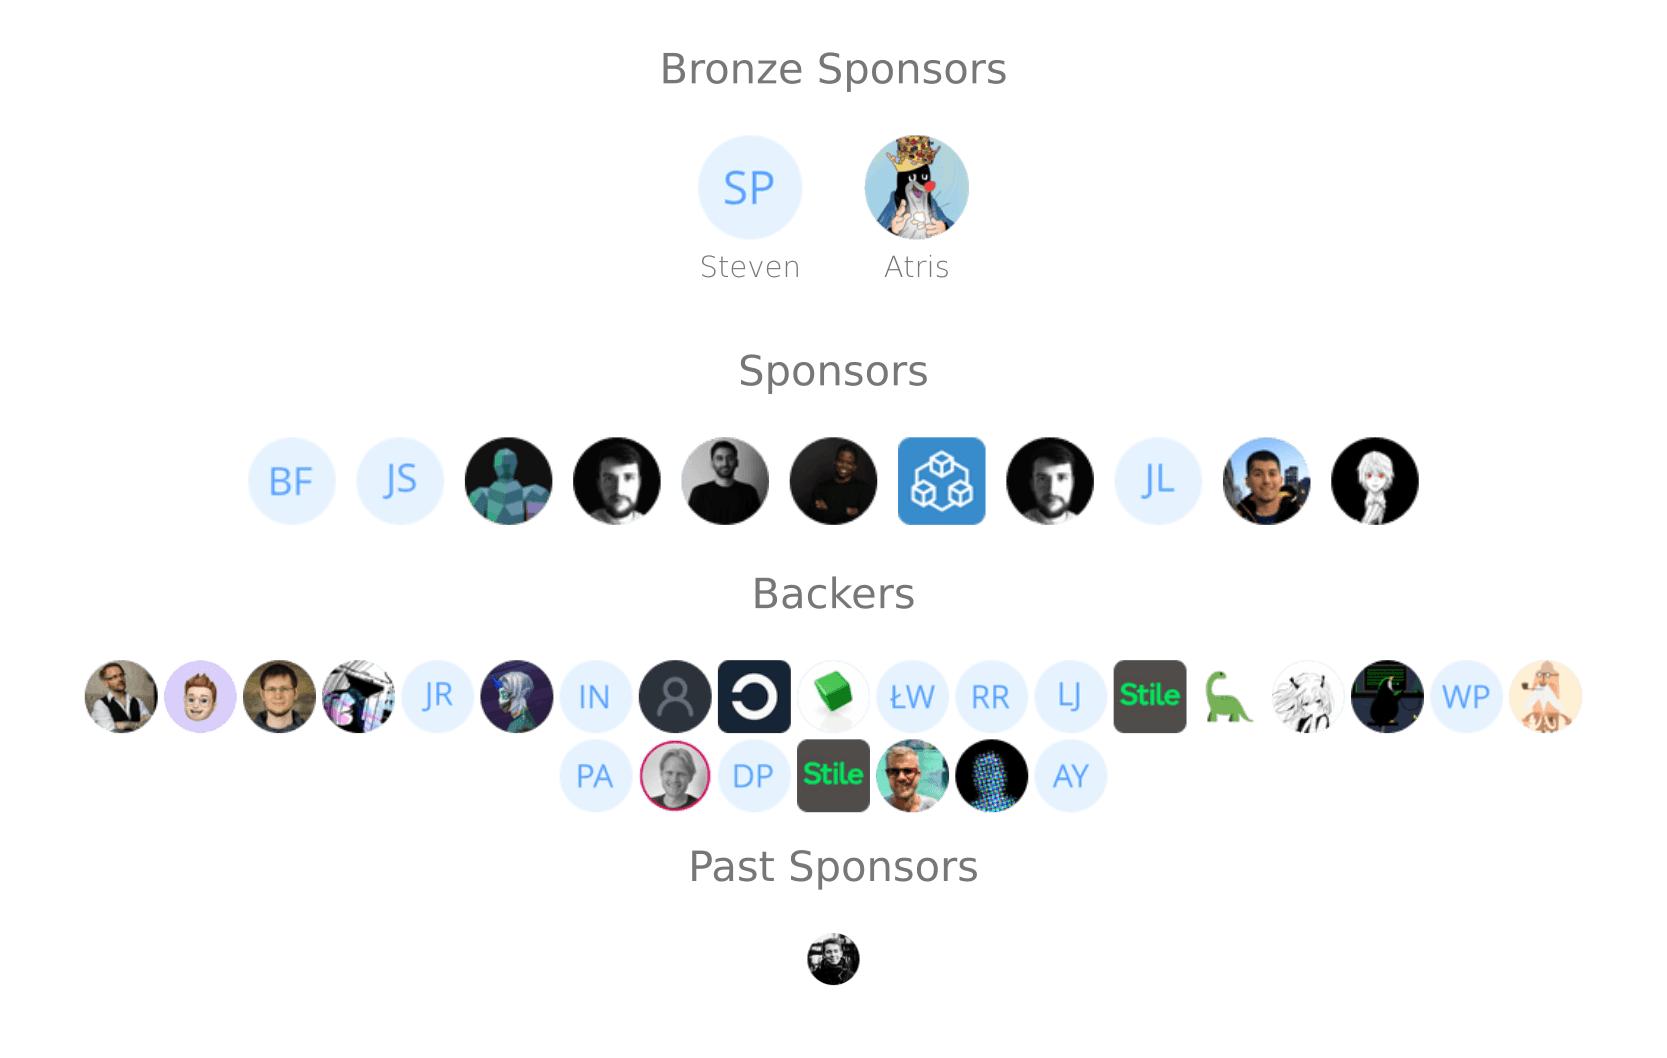 Bronze Sponsors
SP
Steven Atris
Sponsors
BF JS JL
Backers
JR IN ŁW RR LJ Stile WP
PA DP Stile AY
Past Sponsors